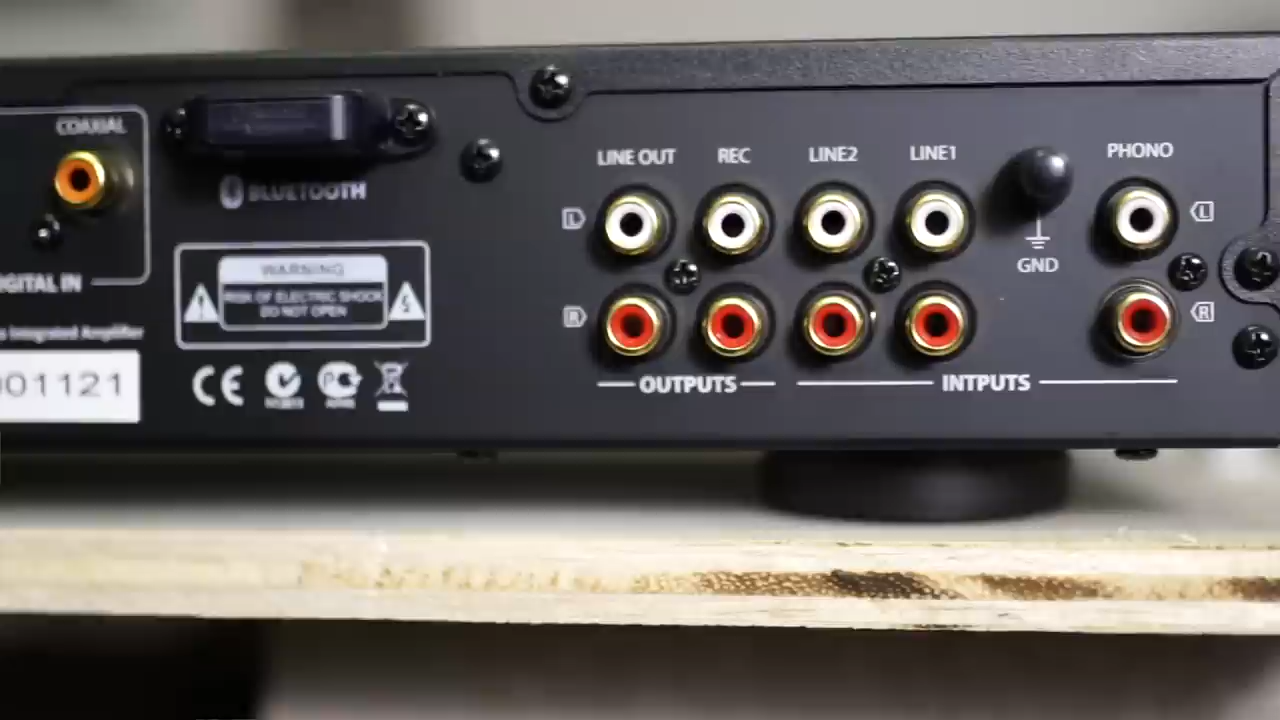 COAXIAL
DIGITAL IN
s Integrated Amplifier
001121
BLUETOOTH
WARNING
RISK OF ELECTRIC SHOCK
DO NOT OPEN
CE
LINE OUT REC LINE2 LINE1 PHONO
L L
GND
R R
OUTPUTS INTPUTS